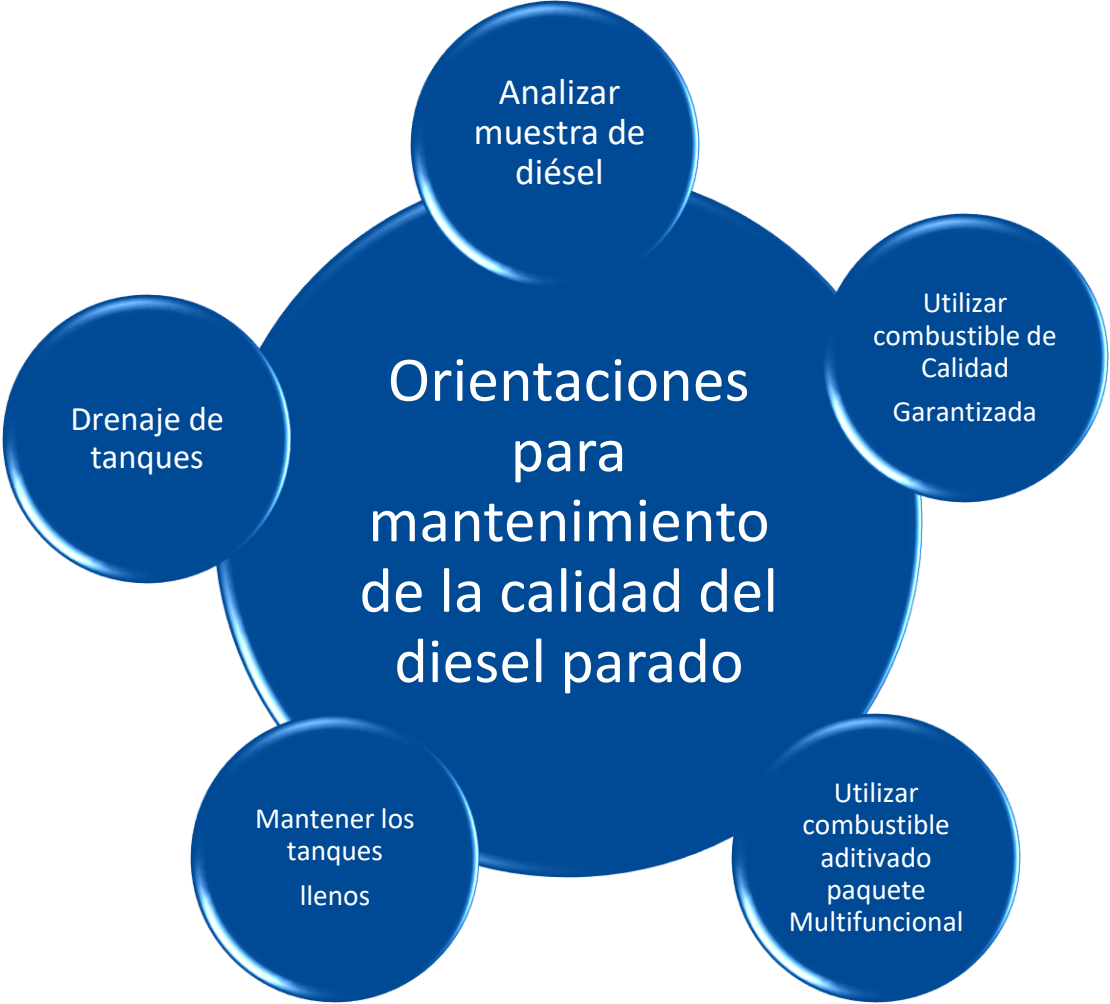 Analizar
muestra de
diésel
Utilizar
combustible de
Calidad
Garantizada
Orientaciones
para
mantenimiento
de la calidad del
diesel parado
Drenaje de
tanques
Mantener los
tanques
llenos
Utilizar
combustible
aditivado
paquete
Multifuncional